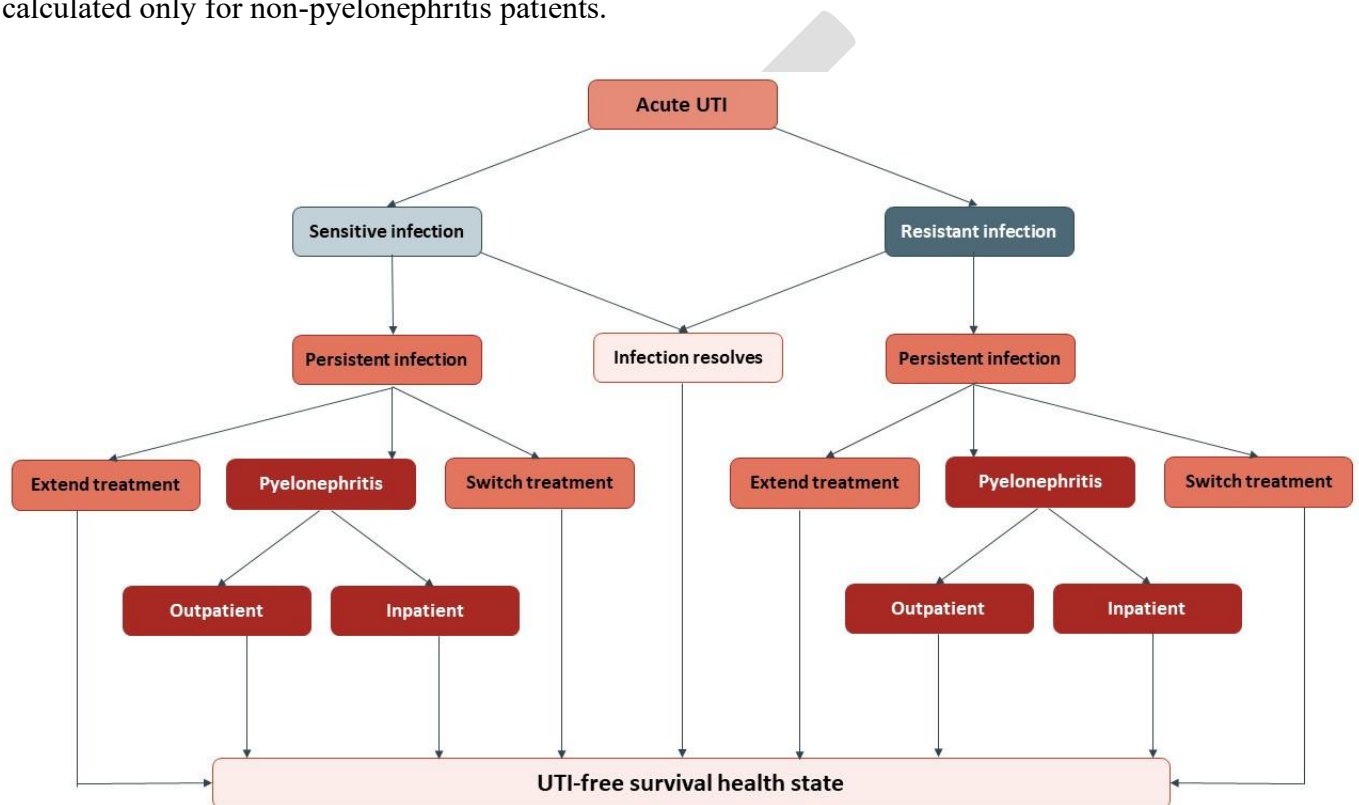 calculated only for non-pyelonephritis patients.
Acute UTI
Sensitive infection
Resistant infection
Persistent infection
Infection resolves
Persistent infection
Extend treatment
Pyelonephritis
Switch treatment
Extend treatment
Pyelonephritis
Switch treatment
Outpatient
Inpatient
Outpatient
Inpatient
UTI-free survival health state